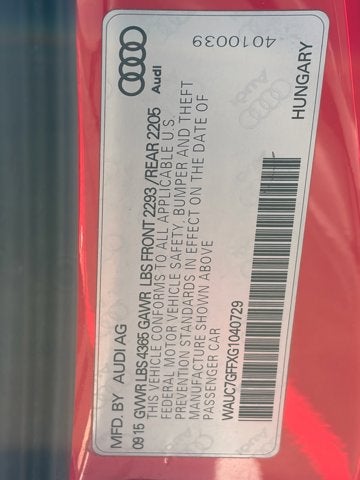 4010039
Audi
MFD. BY AUDI AG
09 15 GVWR LBS 4365 GAWR LBS FRONT 2293 /REAR 2205
THIS VEHICLE CONFORMS TO ALL APPLICABLE U.S.
FEDERAL MOTOR VEHICLE SAFETY, BUMPER AND THEFT
PREVENTION STANDARDS IN EFFECT ON THE DATE OF
MANUFACTURE SHOWN ABOVE
PASSENGER CAR
WAUC7GFFXG1040729
HUNGARY